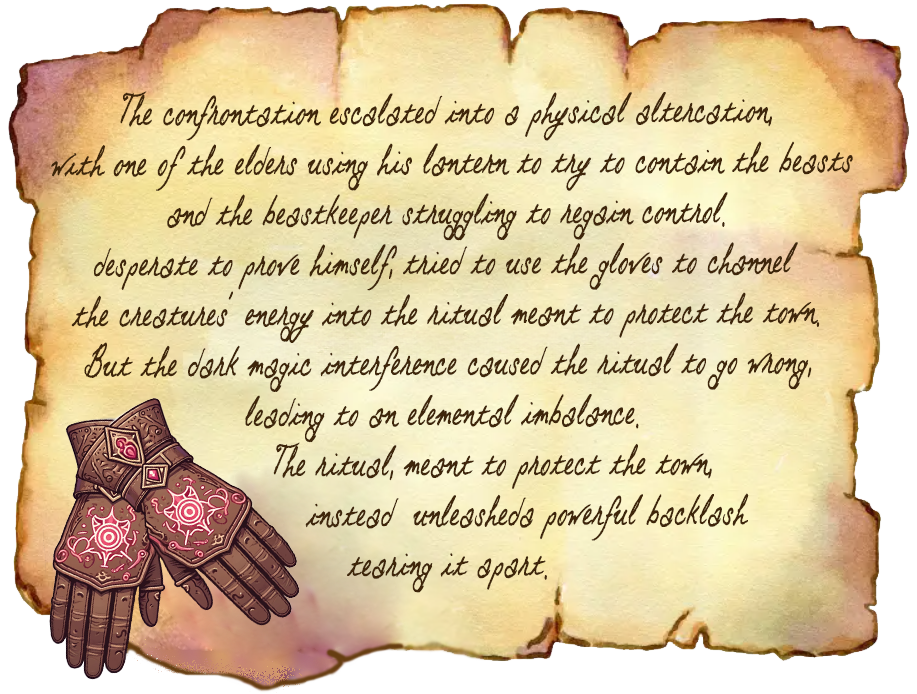 The confrontation escalated into a physical altercation,
with one of the elders using his lantern to try to contain the beasts
and the beastkeeper struggling to regain control.
desperate to prove himself, tried to use the gloves to channel
the creatures' energy into the ritual meant to protect the town.
But the dark magic interference caused the ritual to go wrong,
leading to an elemental imbalance.
The ritual, meant to protect the town,
instead unleasheda powerful backlash
tearing it apart.